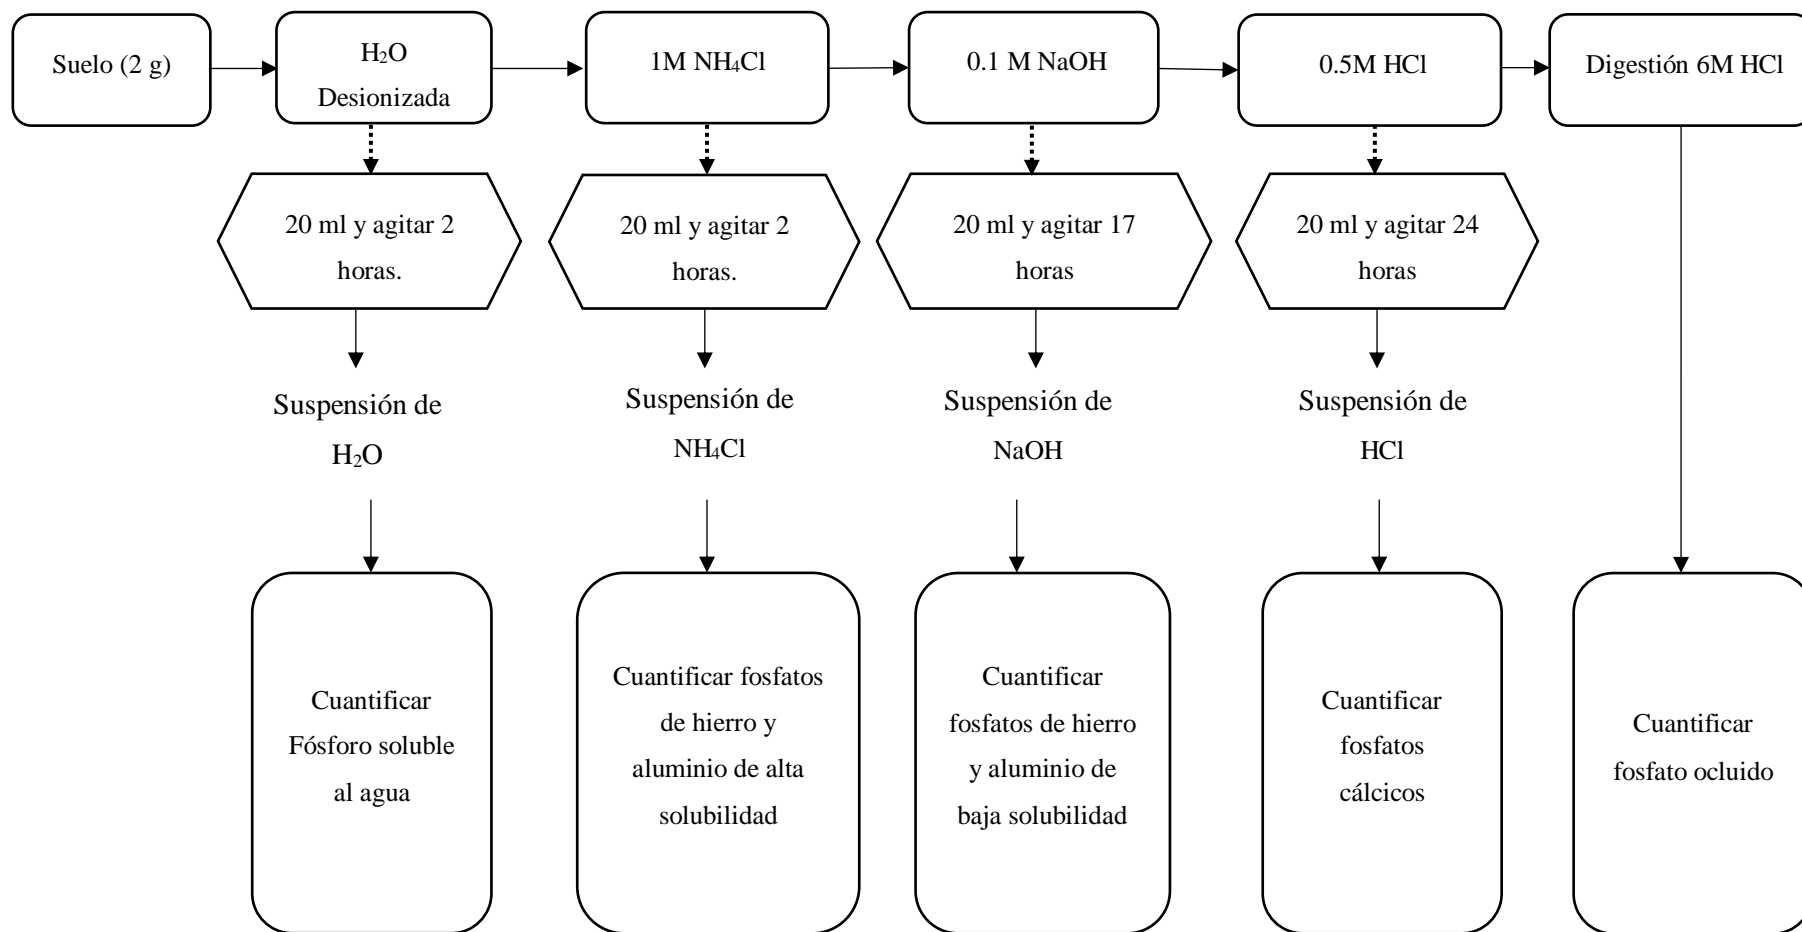 Suelo (2 g)
H₂O
Desionizada
1M NH₄Cl
0.1 M NaOH
0.5M HCl
Digestión 6M HCl
20 ml y agitar 2
horas.
20 ml y agitar 2
horas.
20 ml y agitar 17
horas
20 ml y agitar 24
horas
Suspensión de
H₂O
Suspensión de
NH₄Cl
Suspensión de
NaOH
Suspensión de
HCl
Cuantificar
Fósforo soluble
al agua
Cuantificar fosfatos
de hierro y
aluminio de alta
solubilidad
Cuantificar
fosfatos de hierro
y aluminio de
baja solubilidad
Cuantificar
fosfatos
cálcicos
Cuantificar
fosfato ocluido